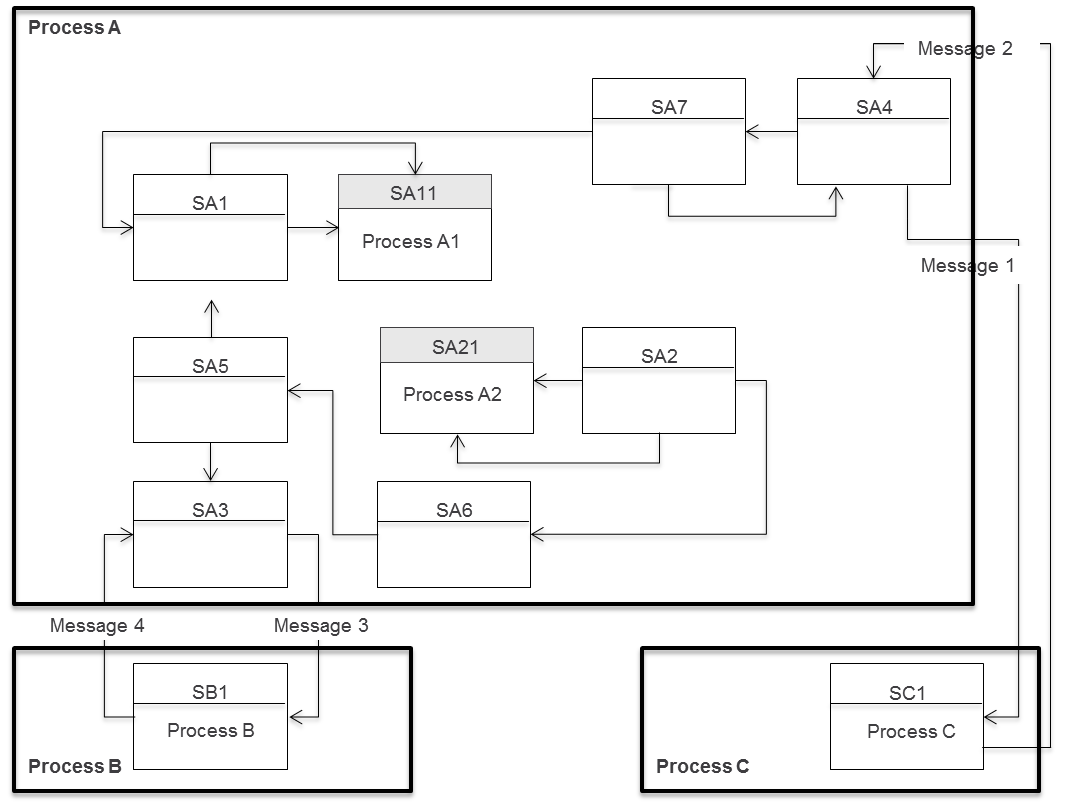 Process A
Message 2
SA7
SA4
SA1
SA11
Process A1
Message 1
SA5
SA21
Process A2
SA2
SA3
SA6
Message 4
Message 3
SB1
Process B
Process B
SC1
Process C
Process C